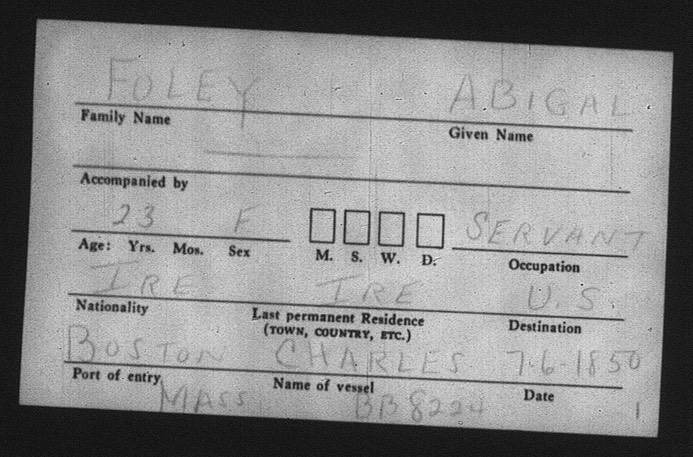 FOLEY ABIGAL
Family Name Given Name
Accompanied by
23 F SERVANT
Age: Yrs. Mos. Sex M. S. W. D. Occupation
IRE IRE U.S.
Nationality Last permanent Residence Destination
(TOWN, COUNTRY, ETC.)
BOSTON CHARLES 7-6-1850
Port of entry Name of vessel Date
MASS BB8224 1